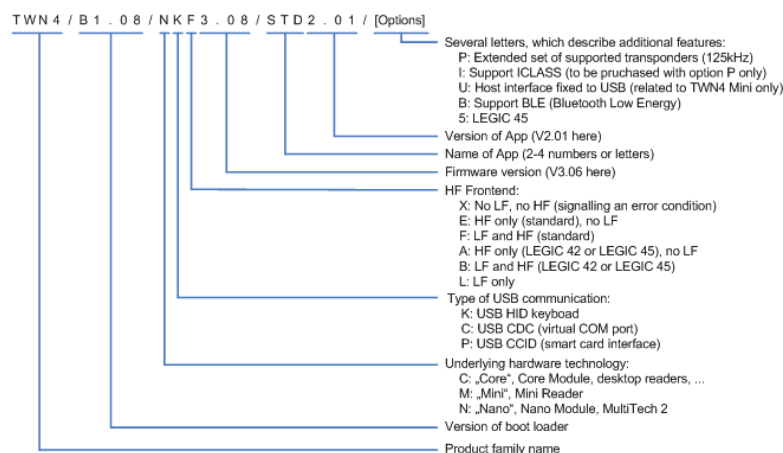 TWN4/B1.08/NKF3.08/STD2.01/[Options]
Several letters, which describe additional features:
P: Extended set of supported transponders (125kHz)
I: Support ICLASS (to be pruchased with option P only)
U: Host interface fixed to USB (related to TWN4 Mini only)
B: Support BLE (Bluetooth Low Energy)
5: LEGIC 45
Version of App (V2.01 here)
Name of App (2-4 numbers or letters)
Firmware version (V3.06 here)
HF Frontend:
X: No LF, no HF (signalling an error condition)
E: HF only (standard), no LF
F: LF and HF (standard)
A: HF only (LEGIC 42 or LEGIC 45), no LF
B: LF and HF (LEGIC 42 or LEGIC 45)
L: LF only
Type of USB communication:
K: USB HID keyboad
C: USB CDC (virtual COM port)
P: USB CCID (smart card interface)
Underlying hardware technology:
C: „Core“, Core Module, desktop readers, ...
M: „Mini“, Mini Reader
N: „Nano“, Nano Module, MultiTech 2
Version of boot loader
Product family name